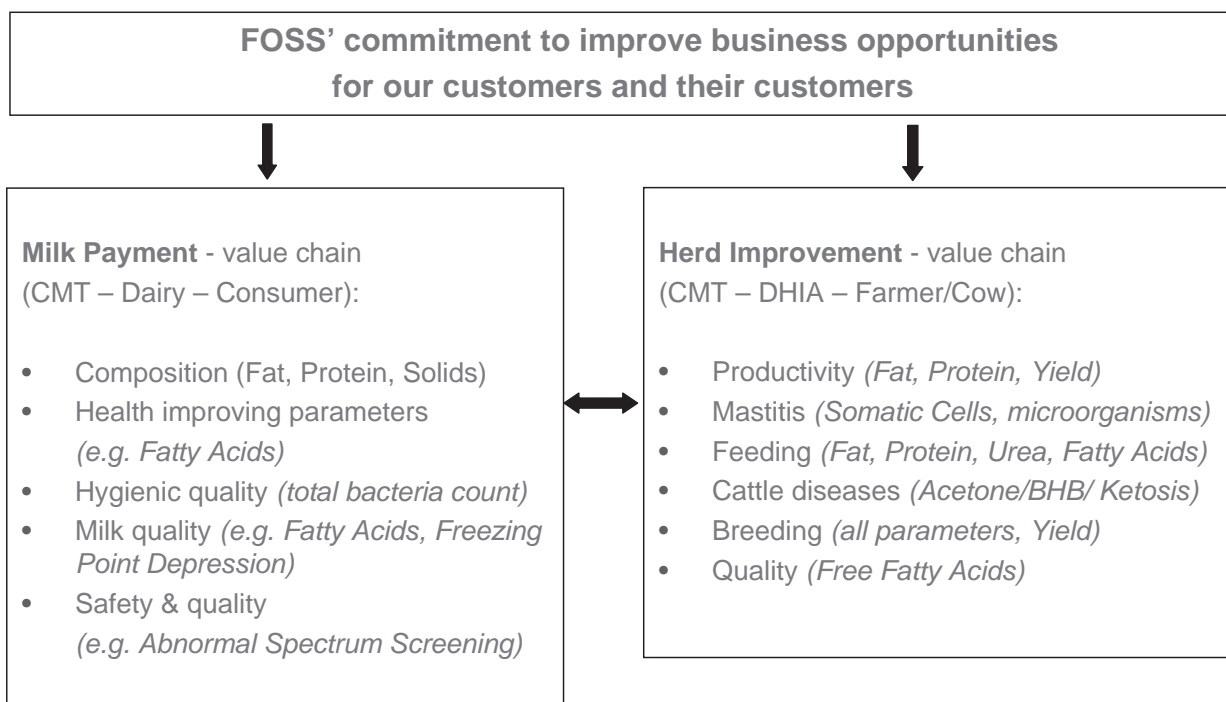 FOSS’ commitment to improve business opportunities
for our customers and their customers
Milk Payment - value chain
(CMT – Dairy – Consumer):
• Composition (Fat, Protein, Solids)
• Health improving parameters
(e.g. Fatty Acids)
• Hygienic quality (total bacteria count)
• Milk quality (e.g. Fatty Acids, Freezing
Point Depression)
• Safety & quality
(e.g. Abnormal Spectrum Screening)
Herd Improvement - value chain
(CMT – DHIA – Farmer/Cow):
• Productivity (Fat, Protein, Yield)
• Mastitis (Somatic Cells, microorganisms)
• Feeding (Fat, Protein, Urea, Fatty Acids)
• Cattle diseases (Acetone/BHB/ Ketosis)
• Breeding (all parameters, Yield)
• Quality (Free Fatty Acids)